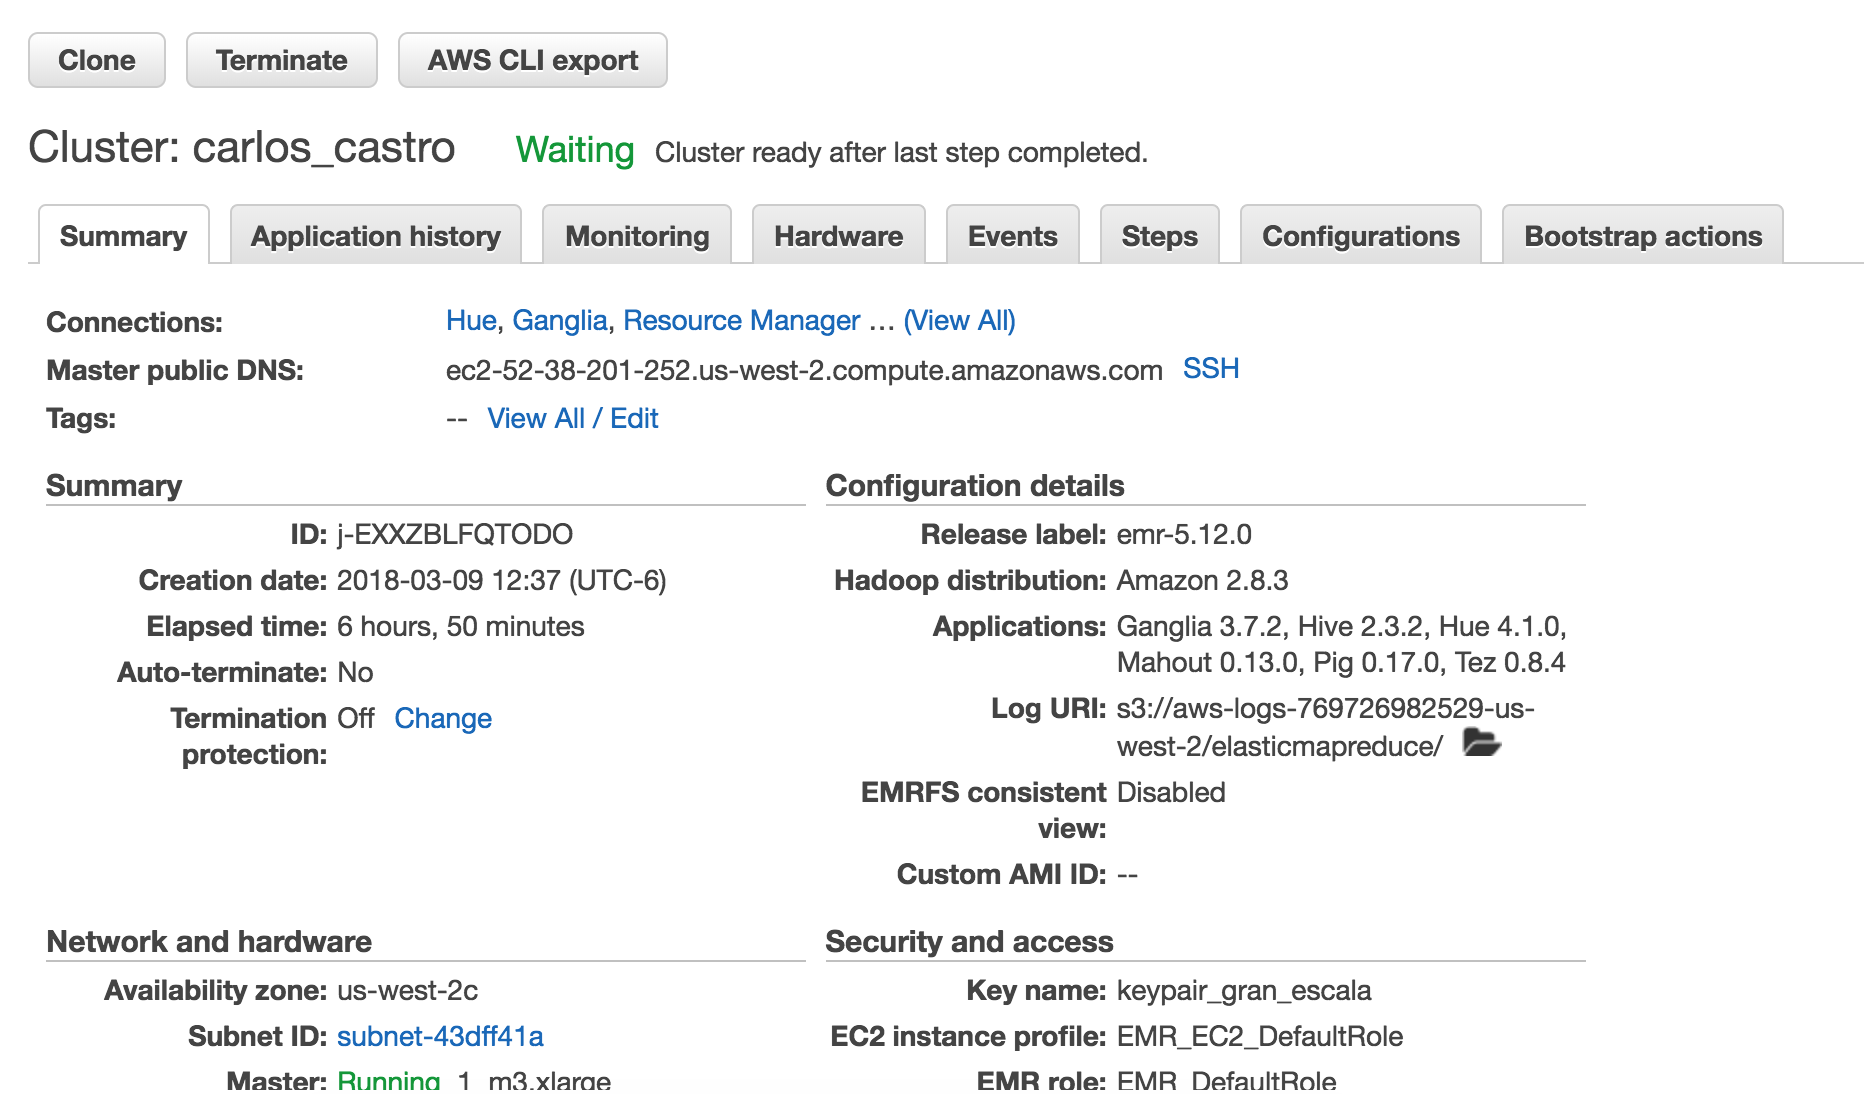 Clone Terminate AWS CLI export
Cluster: carlos_castro Waiting Cluster ready after last step completed.
Summary Application history Monitoring Hardware Events Steps Configurations Bootstrap actions
Connections: Hue, Ganglia, Resource Manager ... (View All)
Master public DNS: ec2-52-38-201-252.us-west-2.compute.amazonaws.com SSH
Tags: -- View All / Edit
Summary
ID: j-EXXZBLFQTODO
Creation date: 2018-03-09 12:37 (UTC-6)
Elapsed time: 6 hours, 50 minutes
Auto-terminate: No
Termination Off Change
protection:
Configuration details
Release label: emr-5.12.0
Hadoop distribution: Amazon 2.8.3
Applications: Ganglia 3.7.2, Hive 2.3.2, Hue 4.1.0,
Mahout 0.13.0, Pig 0.17.0, Tez 0.8.4
Log URI: s3://aws-logs-769726982529-us-
west-2/elasticmapreduce/
EMRFS consistent Disabled
view:
Custom AMI ID: --
Network and hardware
Availability zone: us-west-2c
Subnet ID: subnet-43dff41a
Master: Running 1 m3.xlarge
Security and access
Key name: keypair_gran_escala
EC2 instance profile: EMR_EC2_DefaultRole
EMR role: EMR_DefaultRole